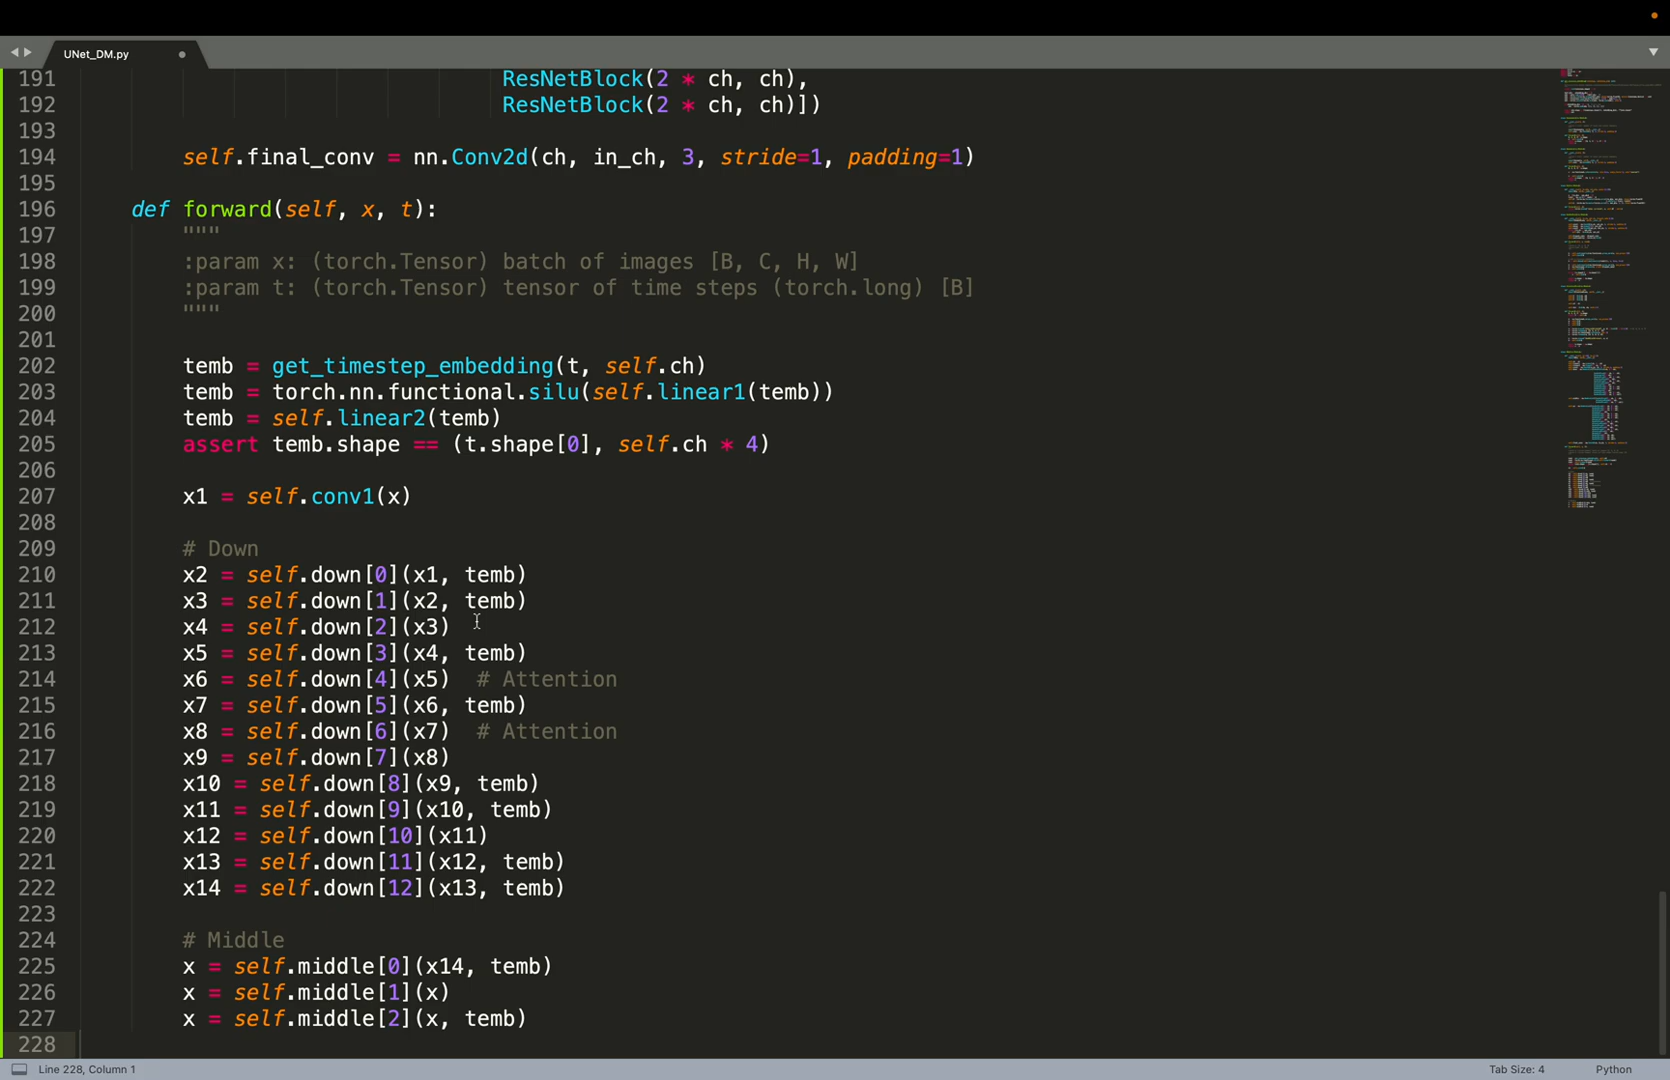 UNet_DM.py
191 ResNetBlock(2 * ch, ch),
192 ResNetBlock(2 * ch, ch)])
193
194 self.final_conv = nn.Conv2d(ch, in_ch, 3, stride=1, padding=1)
195
196 def forward(self, x, t):
197 """
198 :param x: (torch.Tensor) batch of images [B, C, H, W]
199 :param t: (torch.Tensor) tensor of time steps (torch.long) [B]
200 """
201
202 temb = get_timestep_embedding(t, self.ch)
203 temb = torch.nn.functional.silu(self.linear1(temb))
204 temb = self.linear2(temb)
205 assert temb.shape == (t.shape[0], self.ch * 4)
206
207 x1 = self.conv1(x)
208
209 # Down
210 x2 = self.down[0](x1, temb)
211 x3 = self.down[1](x2, temb)
212 x4 = self.down[2](x3)
213 x5 = self.down[3](x4, temb)
214 x6 = self.down[4](x5)  # Attention
215 x7 = self.down[5](x6, temb)
216 x8 = self.down[6](x7)  # Attention
217 x9 = self.down[7](x8)
218 x10 = self.down[8](x9, temb)
219 x11 = self.down[9](x10, temb)
220 x12 = self.down[10](x11)
221 x13 = self.down[11](x12, temb)
222 x14 = self.down[12](x13, temb)
223
224 # Middle
225 x = self.middle[0](x14, temb)
226 x = self.middle[1](x)
227 x = self.middle[2](x, temb)
228
Line 228, Column 1 Tab Size: 4 Python